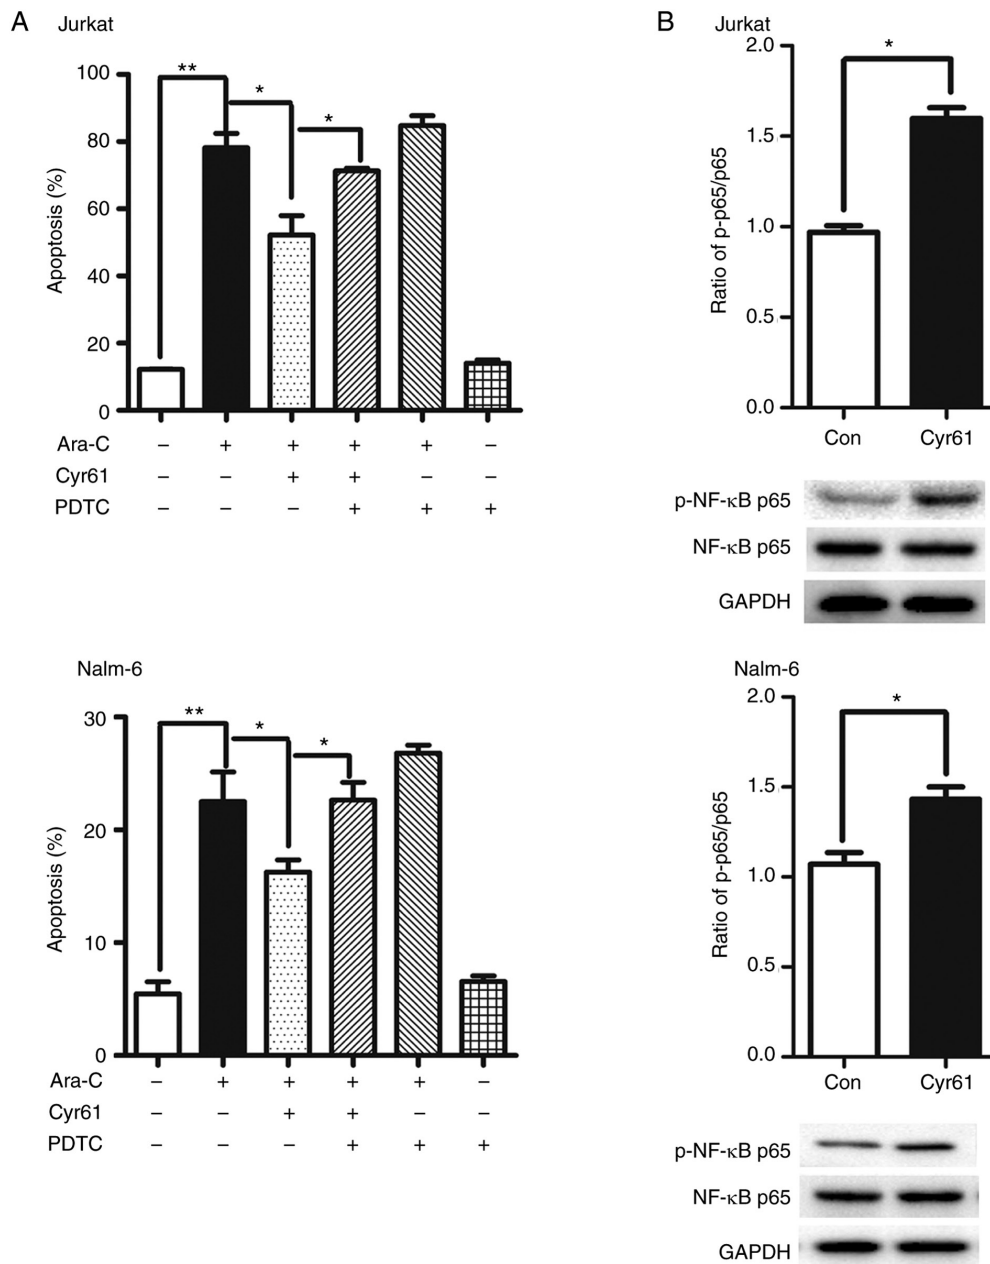 A Jurkat
100
80
60
40
20
0
Apoptosis (%)
** * *
Ara-C – + + + + –
Cyr61 – – + + – –
PDTC – – – + + +
Nalm-6
30
20
10
0
Apoptosis (%)
** * *
Ara-C – + + + + –
Cyr61 – – + + – –
PDTC – – – + + +
B Jurkat
2.0
1.5
1.0
0.5
0.0
Ratio of p-p65/p65
*
Con Cyr61
p-NF-κB p65
NF-κB p65
GAPDH
Nalm-6
2.0
1.5
1.0
0.5
0.0
Ratio of p-p65/p65
*
Con Cyr61
p-NF-κB p65
NF-κB p65
GAPDH